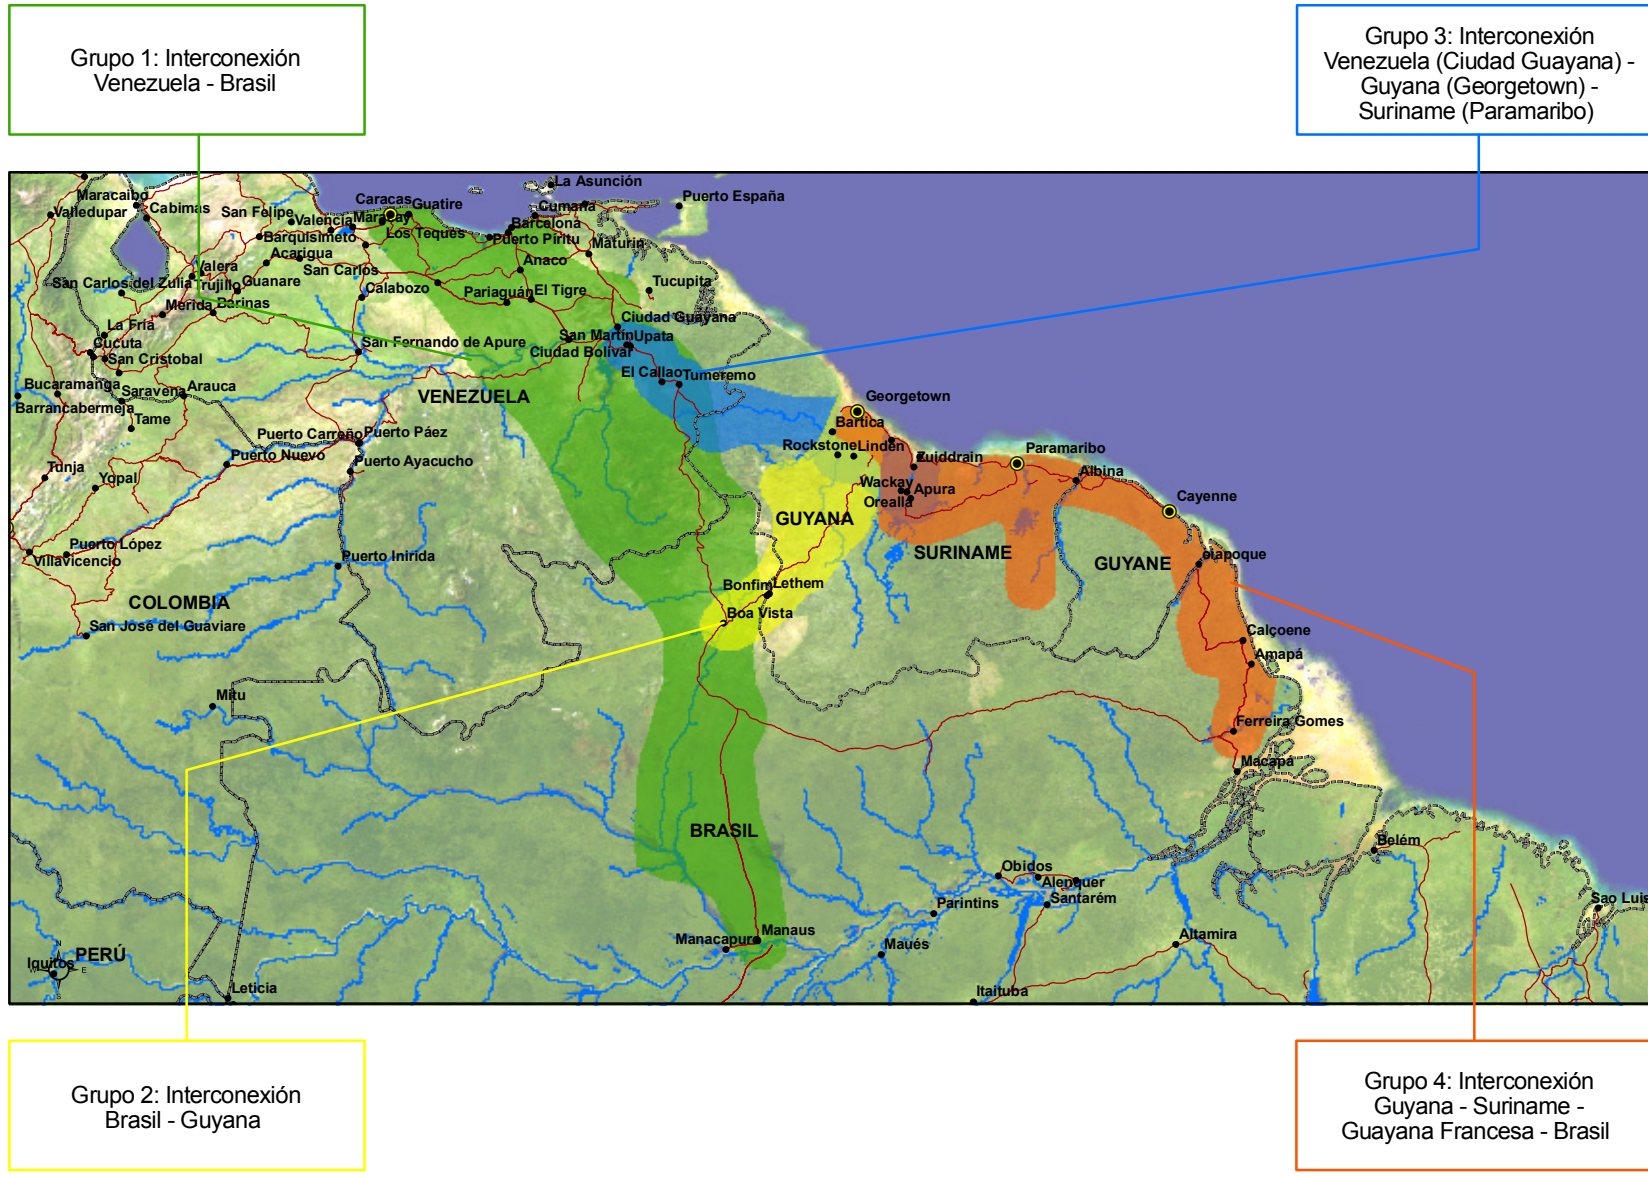 Grupo 1: Interconexión
Venezuela - Brasil
Grupo 3: Interconexión
Venezuela (Ciudad Guayana) -
Guyana (Georgetown) -
Suriname (Paramaribo)
La Asunción
Maracaibo
Valledupar
Cabimas
San Felipe
Valencia
Caracas
Maracay
Guatire
Los Teques
Cumaná
Barcelona
Puerto Píritu
Puerto España
Barquisimeto
Acarigua
San Carlos
Maturín
Anaco
Valera
Trujillo
Guanare
San Carlos del Zulia
Calabozo
Pariaguán
El Tigre
Tucupita
Merida
Barinas
La Fria
Cucuta
San Cristobal
San Fernando de Apure
Ciudad Guayana
San Martín
Upata
Ciudad Bolívar
El Callao
Tumeremo
Bucaramanga
Saravena
Arauca
Barrancabermeja
Tame
VENEZUELA
Georgetown
Bartica
Rockstone
Linden
Puerto Carreño
Puerto Páez
Puerto Nuevo
Puerto Ayacucho
Tunja
Yopal
Zuiddrain
Wackay
Apura
Orealla
Paramaribo
Albina
Cayenne
GUYANA
SURINAME
GUYANE
oiapoque
Puerto López
Villavicencio
Puerto Inirida
COLOMBIA
San José del Guaviare
Bonfim
Lethem
Boa Vista
Calçoene
Amapá
Mitu
Ferreira Gomes
Macapá
BRASIL
Belém
Obidos
Alenquer
Santarém
Parintins
Sao Luis
Manaus
Manacapuru
Maués
Altamira
PERÚ
Iquitos
N
W
E
S
Leticia
Itaituba
Grupo 2: Interconexión
Brasil - Guyana
Grupo 4: Interconexión
Guyana - Suriname -
Guayana Francesa - Brasil